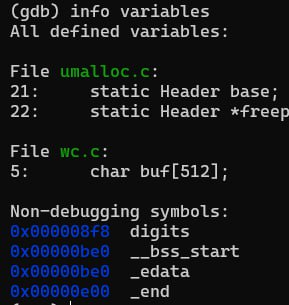 (gdb) info variables
All defined variables:
File umalloc.c:
21:     static Header base;
22:     static Header *freep
File wc.c:
5:      char buf[512];
Non-debugging symbols:
0x000008f8  digits
0x00000be0  __bss_start
0x00000be0  _edata
0x00000e00  _end